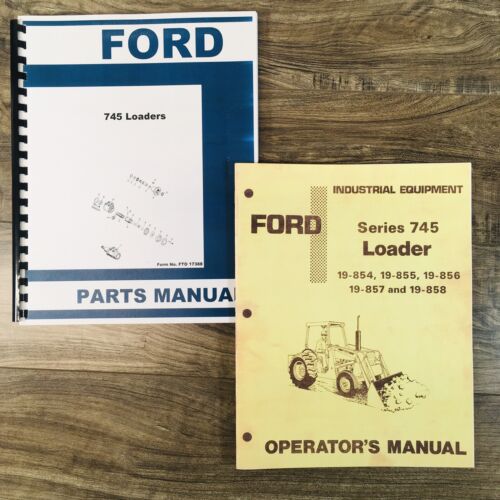 FORD
745 Loaders
Form No. FTO 17388
PARTS MANUAL
INDUSTRIAL EQUIPMENT
FORD
Series 745
Loader
19-854, 19-855, 19-856
19-857 and 19-858
OPERATOR'S MANUAL